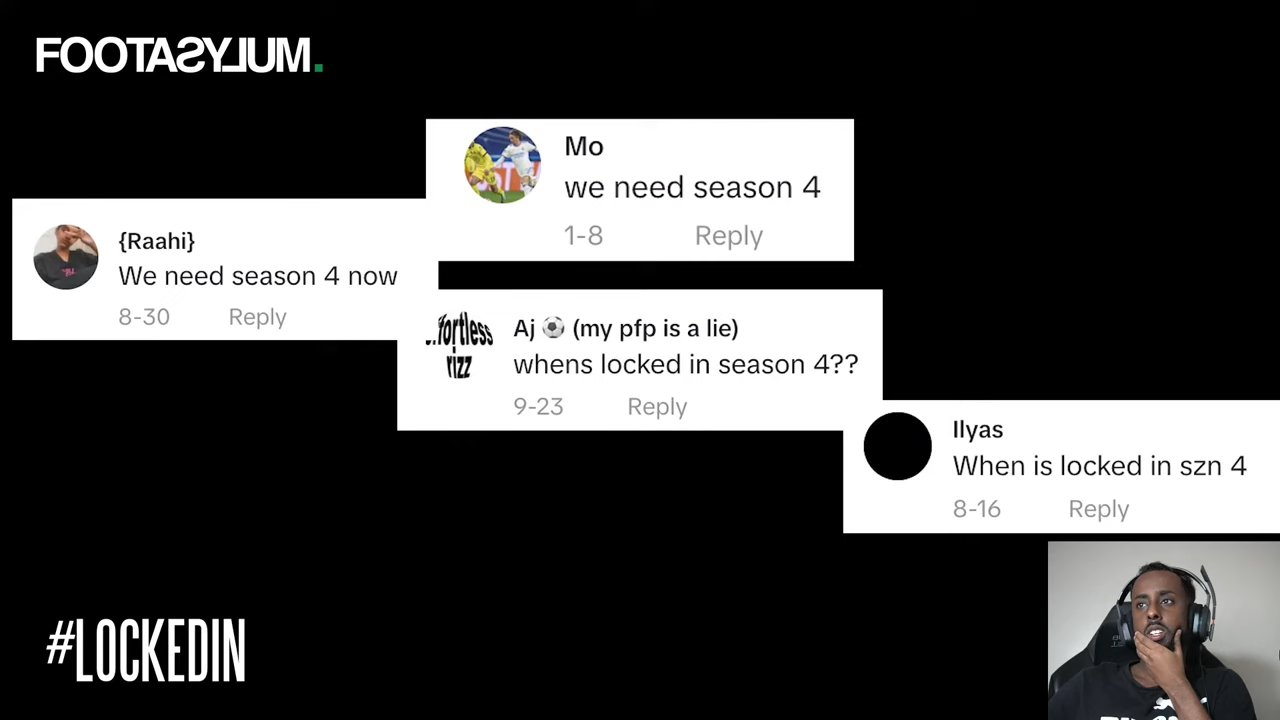 FOOTASYLUM.
Mo
we need season 4
1-8 Reply
{Raahi}
We need season 4 now
8-30 Reply
rizz
Aj ⚽ (my pfp is a lie)
whens locked in season 4??
9-23 Reply
Ilyas
When is locked in szn 4
8-16 Reply
#LOCKEDIN